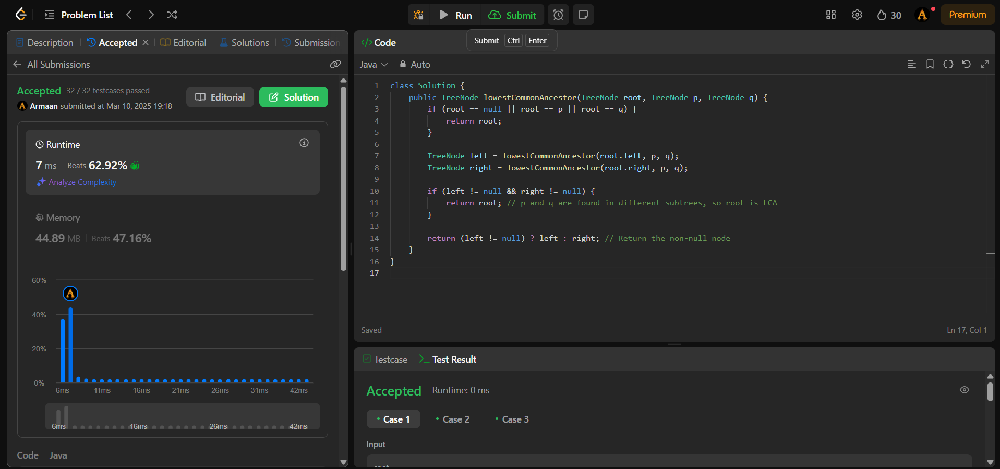 Problem List
Run
Submit
30
Premium
Description
Accepted
Editorial
Solutions
Submission
All Submissions
Accepted 32 / 32 testcases passed
Armaan submitted at Mar 10, 2025 19:18
Editorial
Solution
Runtime
7 ms Beats 62.92%
Analyze Complexity
Memory
44.89 MB Beats 47.16%
60%
40%
20%
0%
6ms 11ms 16ms 21ms 26ms 31ms 42ms
6ms 16ms 26ms 42ms
Code Java
</> Code
Submit Ctrl Enter
Java Auto
1 class Solution {
2 public TreeNode lowestCommonAncestor(TreeNode root, TreeNode p, TreeNode q) {
3 if (root == null || root == p || root == q) {
4 return root;
5 }
6
7 TreeNode left = lowestCommonAncestor(root.left, p, q);
8 TreeNode right = lowestCommonAncestor(root.right, p, q);
9
10 if (left != null && right != null) {
11 return root; // p and q are found in different subtrees, so root is LCA
12 }
13
14 return (left != null) ? left : right; // Return the non-null node
15 }
16 }
17
Saved
Ln 17, Col 1
Testcase
Test Result
Accepted Runtime: 0 ms
Case 1 Case 2 Case 3
Input
root